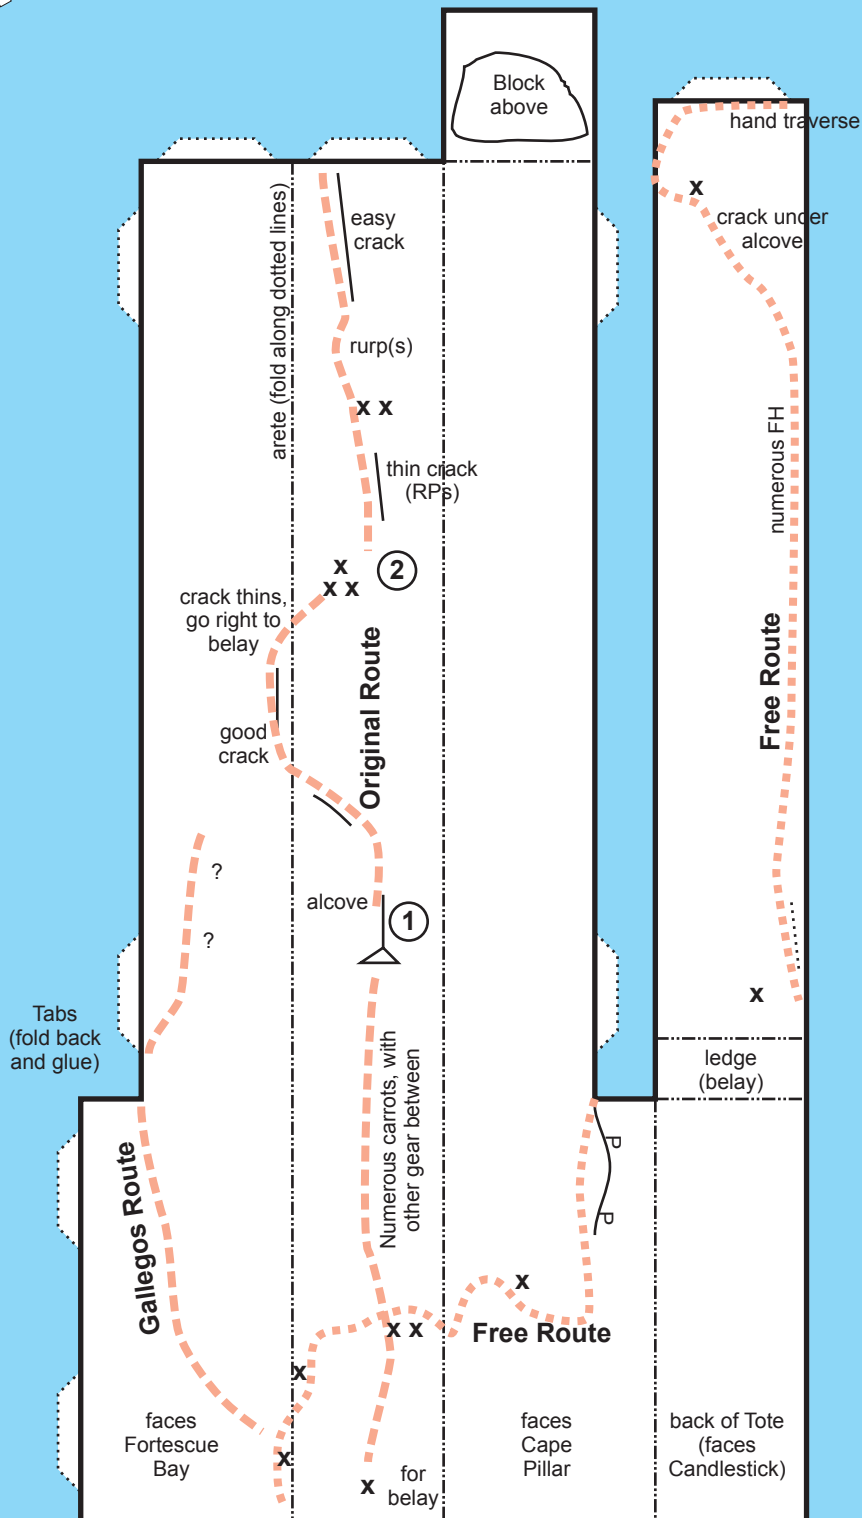 Block
above
hand traverse
x
crack under
alcove
easy
crack
arete (fold along dotted lines)
rurp(s)
x x
thin crack
(RPs)
numerous FH
x
x x
2
crack thins,
go right to
belay
Original Route
Free Route
good
crack
?
alcove
1
?
x
Tabs
(fold back
and glue)
ledge
(belay)
Numerous carrots, with
other gear between
P
P
Gallegos Route
x
x x
Free Route
x
faces
Fortescue
Bay
x
x
for
belay
faces
Cape
Pillar
back of Tote
(faces
Candlestick)